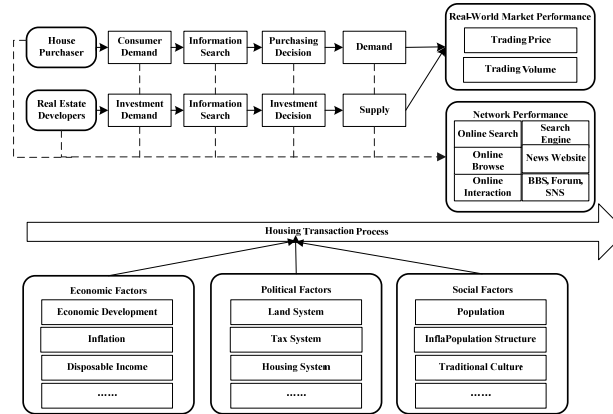 House
Purchaser
Consumer
Demand
Information
Search
Purchasing
Decision
Demand
Real Estate
Developers
Investment
Demand
Information
Search
Investment
Decision
Supply
Real-World Market Performance
Trading Price
Trading Volume
Network Performance
Online Search
Search
Engine
Online
Browse
News Website
Online
Interaction
BBS, Forum,
SNS
Housing Transaction Process
Economic Factors
Economic Development
Inflation
Disposable Income
......
Political Factors
Land System
Tax System
Housing System
......
Social Factors
Population
InflaPopulation Structure
Traditional Culture
......